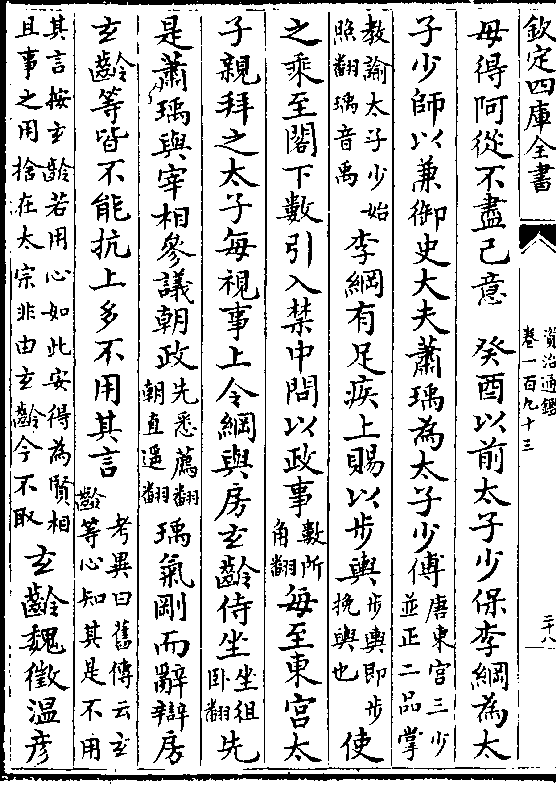 欽定四庫全書
資治通鑑
卷一百九十三
毋得阿從不盡己意　癸酉以前太子少保李綱為太
子少師以兼御史大夫蕭瑀為太子少傅唐東宫三少
並正二品掌
教諭太子少始
照翻瑀音禹李綱有足疾上賜以步輿步輿即步
挽輿也使
之乘至閤下數引入禁中問以政事數所
角翻每至東宫太
子親拜之太子每視事上令綱與房玄齡侍坐坐徂
卧翻先
是蕭瑀與宰相參議朝政先悉薦翻
朝直遥翻瑀氣剛而辭辯房
玄齡等皆不能抗上多不用其言考異曰舊傳云玄
齡等心知其是不用
其言按玄齡若用心如此安得為賢相
且事之用捨在太宗非由玄齡今不取玄齡魏徵温彦